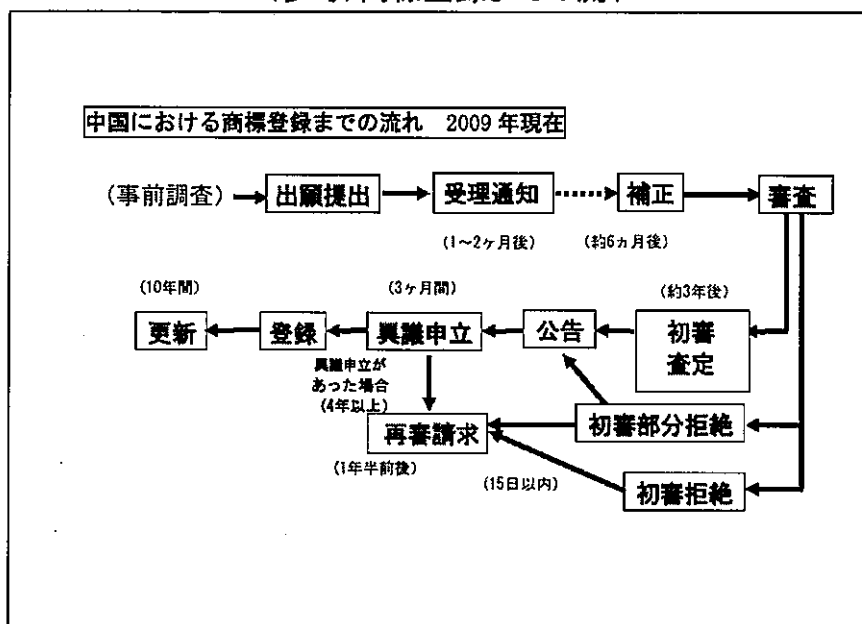 中国における商標登録までの流れ 2009年現在
(事前調査)
出願提出
受理通知
補正
審査
(1~2ヶ月後)
(約6ヵ月後)
(10年間)
(3ヶ月間)
(約3年後)
更新
登録
異議申立
公告
初審
査定
異議申立が
あった場合
(4年以上)
再審請求
初審部分拒絶
(1年半前後)
(15日以内)
初審拒絶